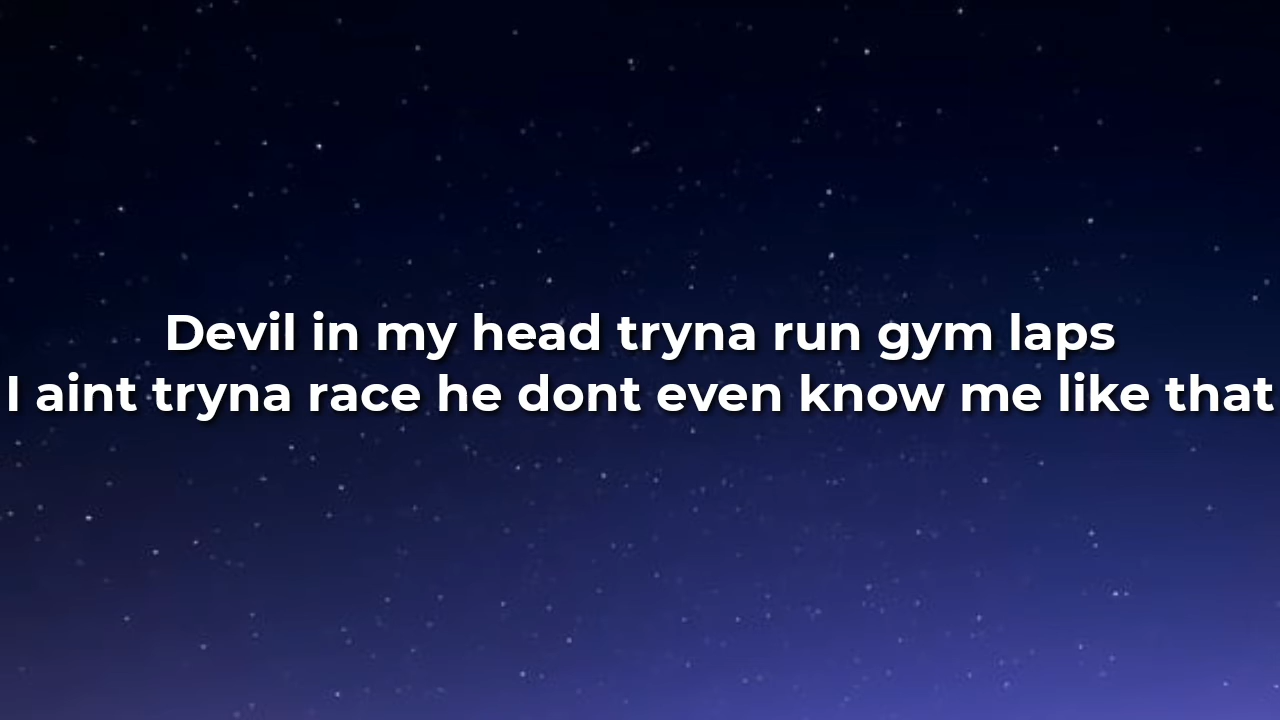 Devil in my head tryna run gym laps
I aint tryna race he dont even know me like that